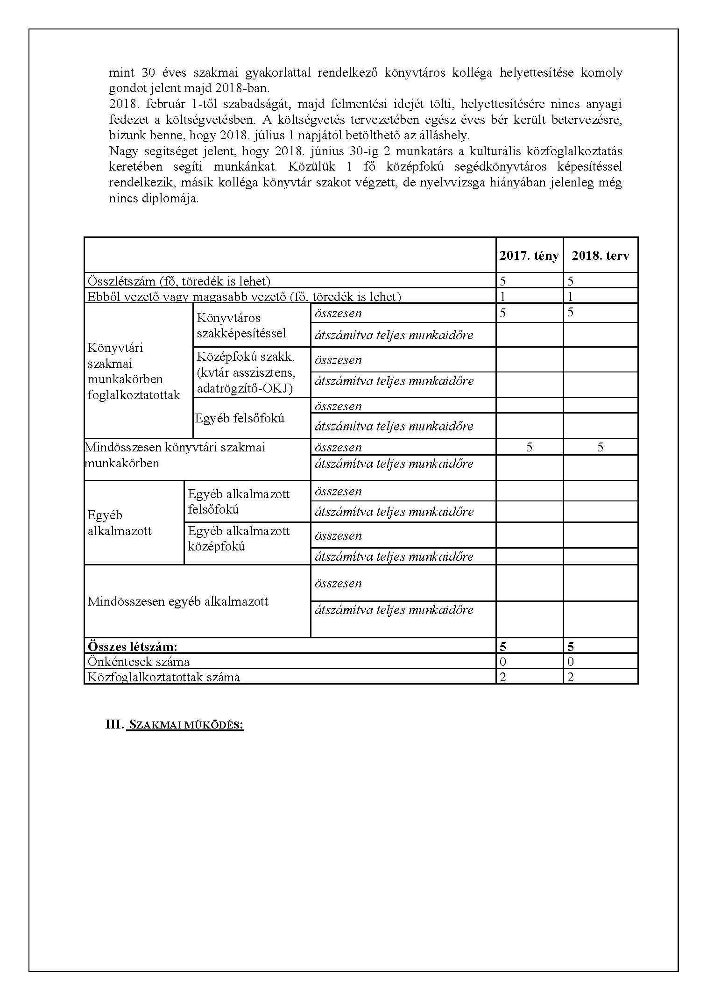 mint 30 éves szakmai gyakorlattal rendelkező könyvtáros kolléga helyettesítése komoly
gondot jelent majd 2018-ban.
2018. február 1-től szabadságát, majd felmentési idejét tölti, helyettesítésére nincs anyagi
fedezet a költségvetésben. A költségvetés tervezetében egész éves bér került betervezésre,
bízunk benne, hogy 2018. július 1 napjától betölthető az álláshely.
Nagy segítséget jelent, hogy 2018. június 30-ig 2 munkatárs a kulturális közfoglalkoztatás
keretében segíti munkánkat. Közülük 1 fő középfokú segédkönyvtáros képesítéssel
rendelkezik, másik kolléga könyvtár szakot végzett, de nyelvvizsga hiányában jelenleg még
nincs diplomája.
2017. tény 2018. terv
Összlétszám (fő, töredék is lehet) 5 5
Ebből vezető vagy magasabb vezető (fő, töredék is lehet) 1 1
Könyvtári
szakmai
munkakörben
foglalkoztatottak
Könyvtáros
szakképesítéssel
összesen 5 5
átszámítva teljes munkaidőre
Középfokú szakk.
(kvtár asszisztens,
adatrögzítő-OKJ)
összesen
átszámítva teljes munkaidőre
Egyéb felsőfokú
összesen
átszámítva teljes munkaidőre
Mindösszesen könyvtári szakmai
munkakörben
összesen 5 5
átszámítva teljes munkaidőre
Egyéb
alkalmazott
Egyéb alkalmazott
felsőfokú
összesen
átszámítva teljes munkaidőre
Egyéb alkalmazott
középfokú
összesen
átszámítva teljes munkaidőre
Mindösszesen egyéb alkalmazott
összesen
átszámítva teljes munkaidőre
Összes létszám: 5 5
Önkéntesek száma 0 0
Közfoglalkoztatottak száma 2 2
III. SZAKMAI MŰKÖDÉS: